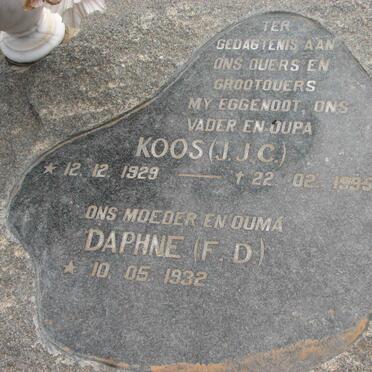 TER
GEDAGTENIS AAN
ONS OUERS EN
GROOTOUERS
MY EGGENOOT, ONS
VADER EN OUPA
KOOS (J. J. C.)
★ 12. 12. 1929 — † 22. 02. 1995
ONS MOEDER EN OUMA
DAPHNE (F. D.)
★ 10. 05. 1932